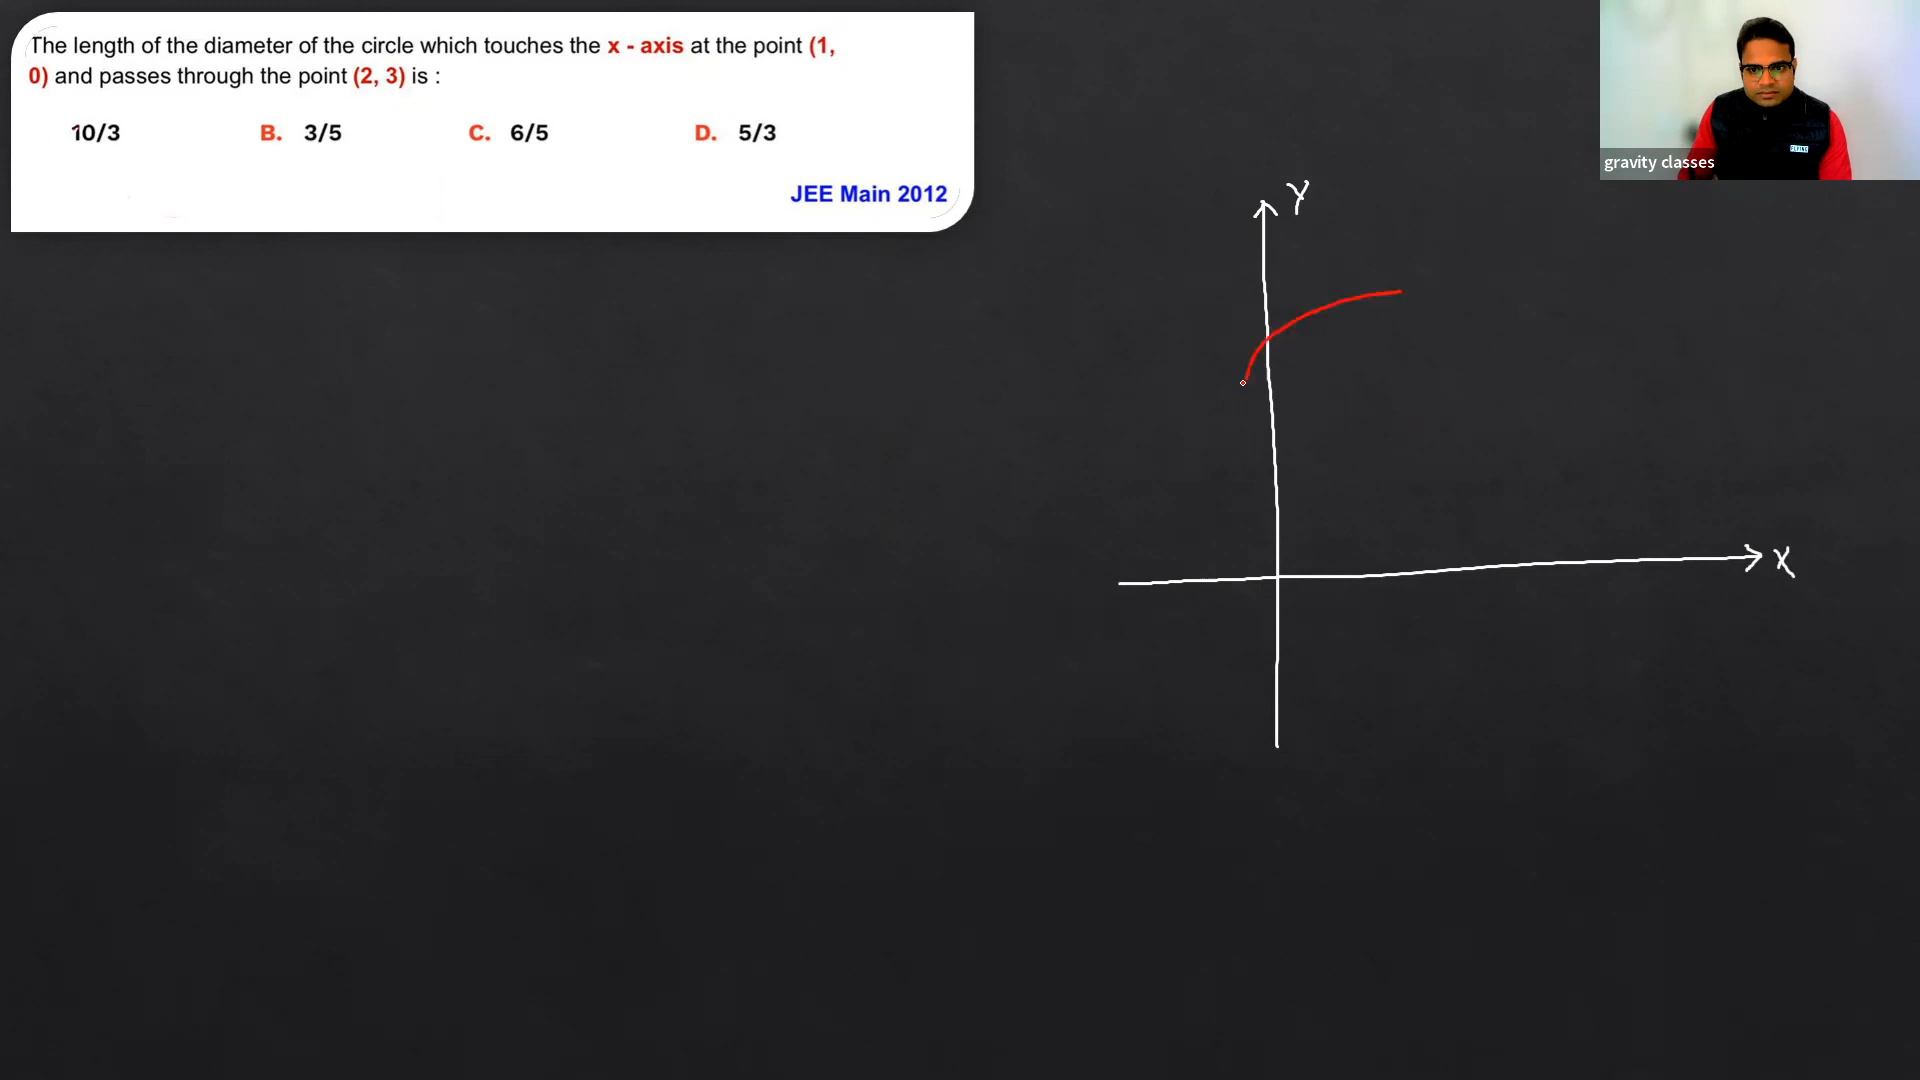 The length of the diameter of the circle which touches the x - axis at the point (1,
0) and passes through the point (2, 3) is :
10/3 B. 3/5 C. 6/5 D. 5/3
JEE Main 2012
FLYING
gravity classes
Y
X